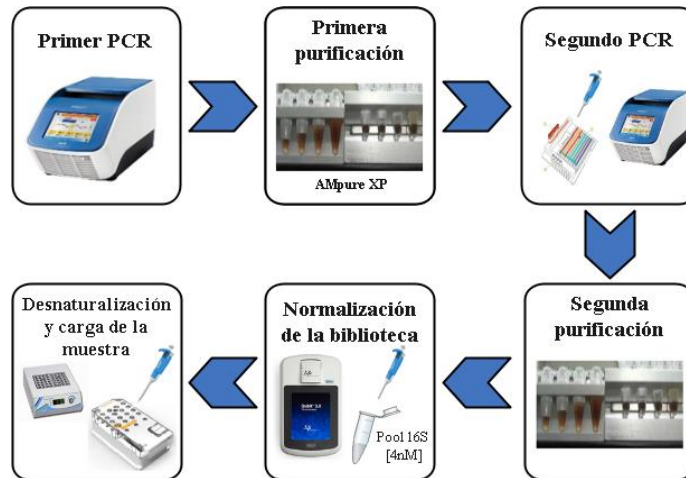 Primer PCR
Primera
purificación
AMpure XP
Segundo PCR
Desnaturalización
y carga de la
muestra
Normalización
de la biblioteca
Pool 16S
[4nM]
Segunda
purificación